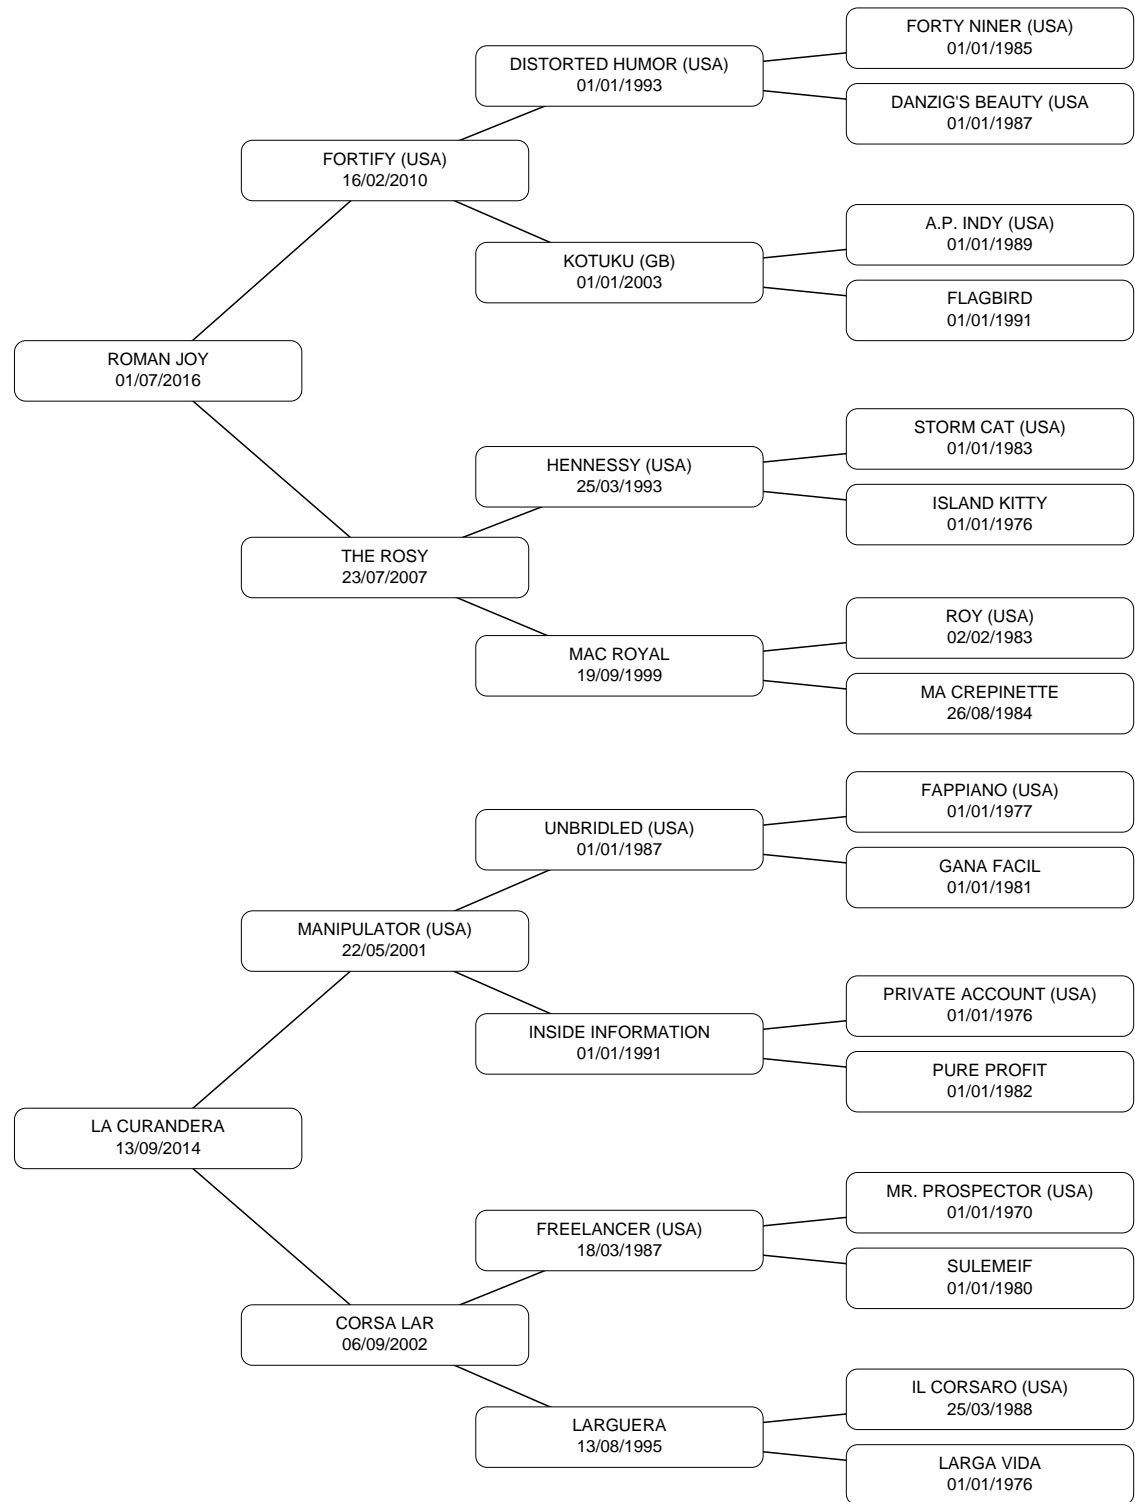 FORTY NINER (USA)
01/01/1985
DISTORTED HUMOR (USA)
01/01/1993
DANZIG'S BEAUTY (USA
01/01/1987
FORTIFY (USA)
16/02/2010
A.P. INDY (USA)
01/01/1989
KOTUKU (GB)
01/01/2003
FLAGBIRD
01/01/1991
ROMAN JOY
01/07/2016
STORM CAT (USA)
01/01/1983
HENNESSY (USA)
25/03/1993
ISLAND KITTY
01/01/1976
THE ROSY
23/07/2007
ROY (USA)
02/02/1983
MAC ROYAL
19/09/1999
MA CREPINETTE
26/08/1984
FAPPIANO (USA)
01/01/1977
UNBRIDLED (USA)
01/01/1987
GANA FACIL
01/01/1981
MANIPULATOR (USA)
22/05/2001
PRIVATE ACCOUNT (USA)
01/01/1976
INSIDE INFORMATION
01/01/1991
PURE PROFIT
01/01/1982
LA CURANDERA
13/09/2014
MR. PROSPECTOR (USA)
01/01/1970
FREELANCER (USA)
18/03/1987
SULEMEIF
01/01/1980
CORSA LAR
06/09/2002
IL CORSARO (USA)
25/03/1988
LARGUERA
13/08/1995
LARGA VIDA
01/01/1976